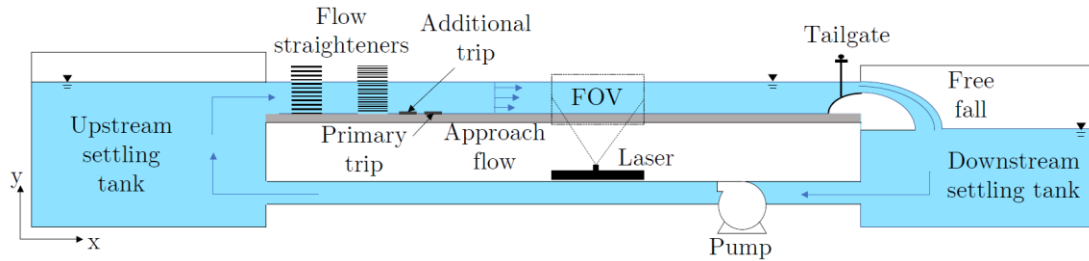 Flow
straighteners
Additional
trip
Tailgate
FOV
Free
fall
Upstream
settling
tank
Primary
trip
Approach
flow
Laser
Downstream
settling tank
y
x
Pump